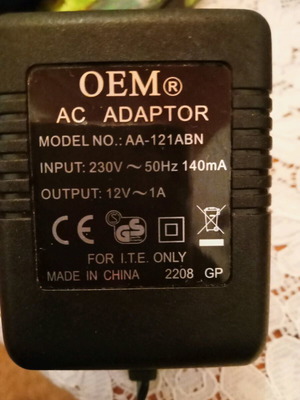 OEM®
AC ADAPTOR
MODEL NO.: AA-121ABN
INPUT: 230V ~ 50Hz 140mA
OUTPUT: 12V ~ 1A
CE GS
FOR I.T.E. ONLY
MADE IN CHINA 2208 GP